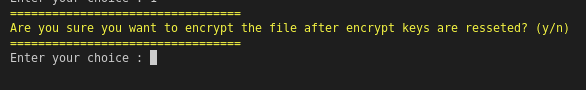 Enter your choice : 1
=================================
Are you sure you want to encrypt the file after encrypt keys are resseted? (y/n)
=================================
Enter your choice :